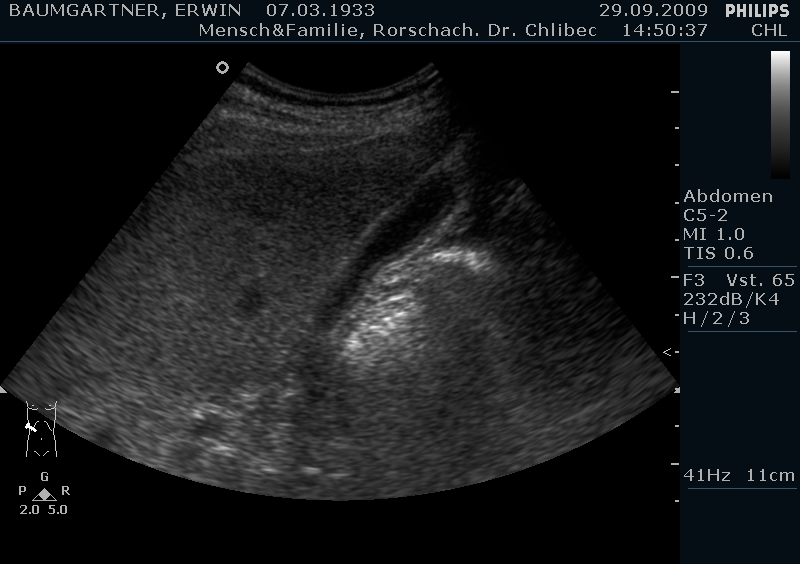 BAUMGARTNER, ERWIN 07.03.1933 29.09.2009 PHILIPS
Mensch&Familie, Rorschach. Dr. Chlibec 14:50:37 CHL
Abdomen
C5-2
MI 1.0
TIS 0.6
F3 Vst. 65
232dB/K4
H/2/3
<
G
P R
2.0 5.0
41Hz 11cm